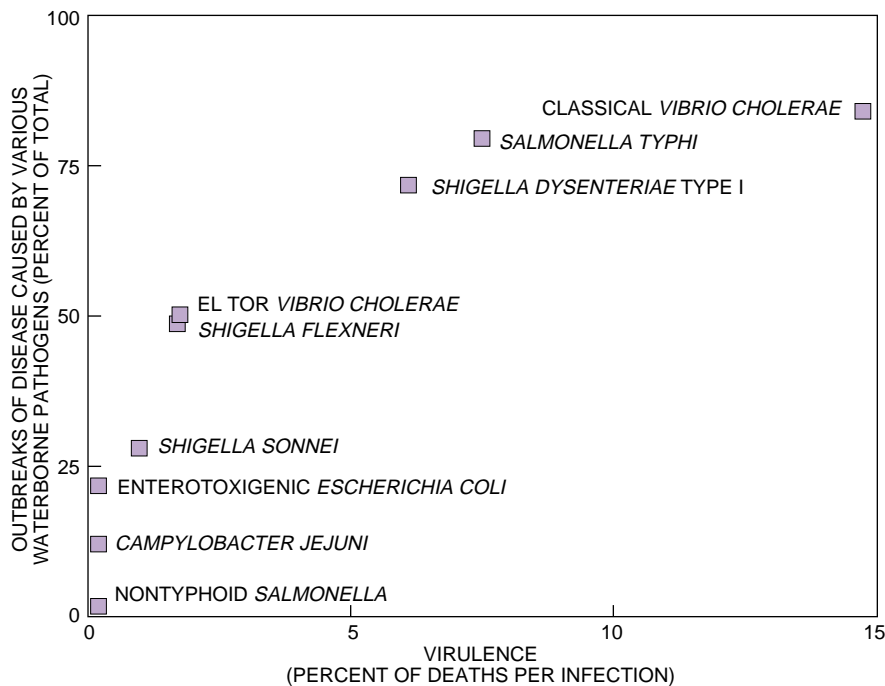 OUTBREAKS OF DISEASE CAUSED BY VARIOUS
WATERBORNE PATHOGENS (PERCENT OF TOTAL)
100
CLASSICAL VIBRIO CHOLERAE
SALMONELLA TYPHI
75
SHIGELLA DYSENTERIAE TYPE I
EL TOR VIBRIO CHOLERAE
50
SHIGELLA FLEXNERI
SHIGELLA SONNEI
25
ENTEROTOXIGENIC ESCHERICHIA COLI
CAMPYLOBACTER JEJUNI
NONTYPHOID SALMONELLA
0
0 5 10 15
VIRULENCE
(PERCENT OF DEATHS PER INFECTION)